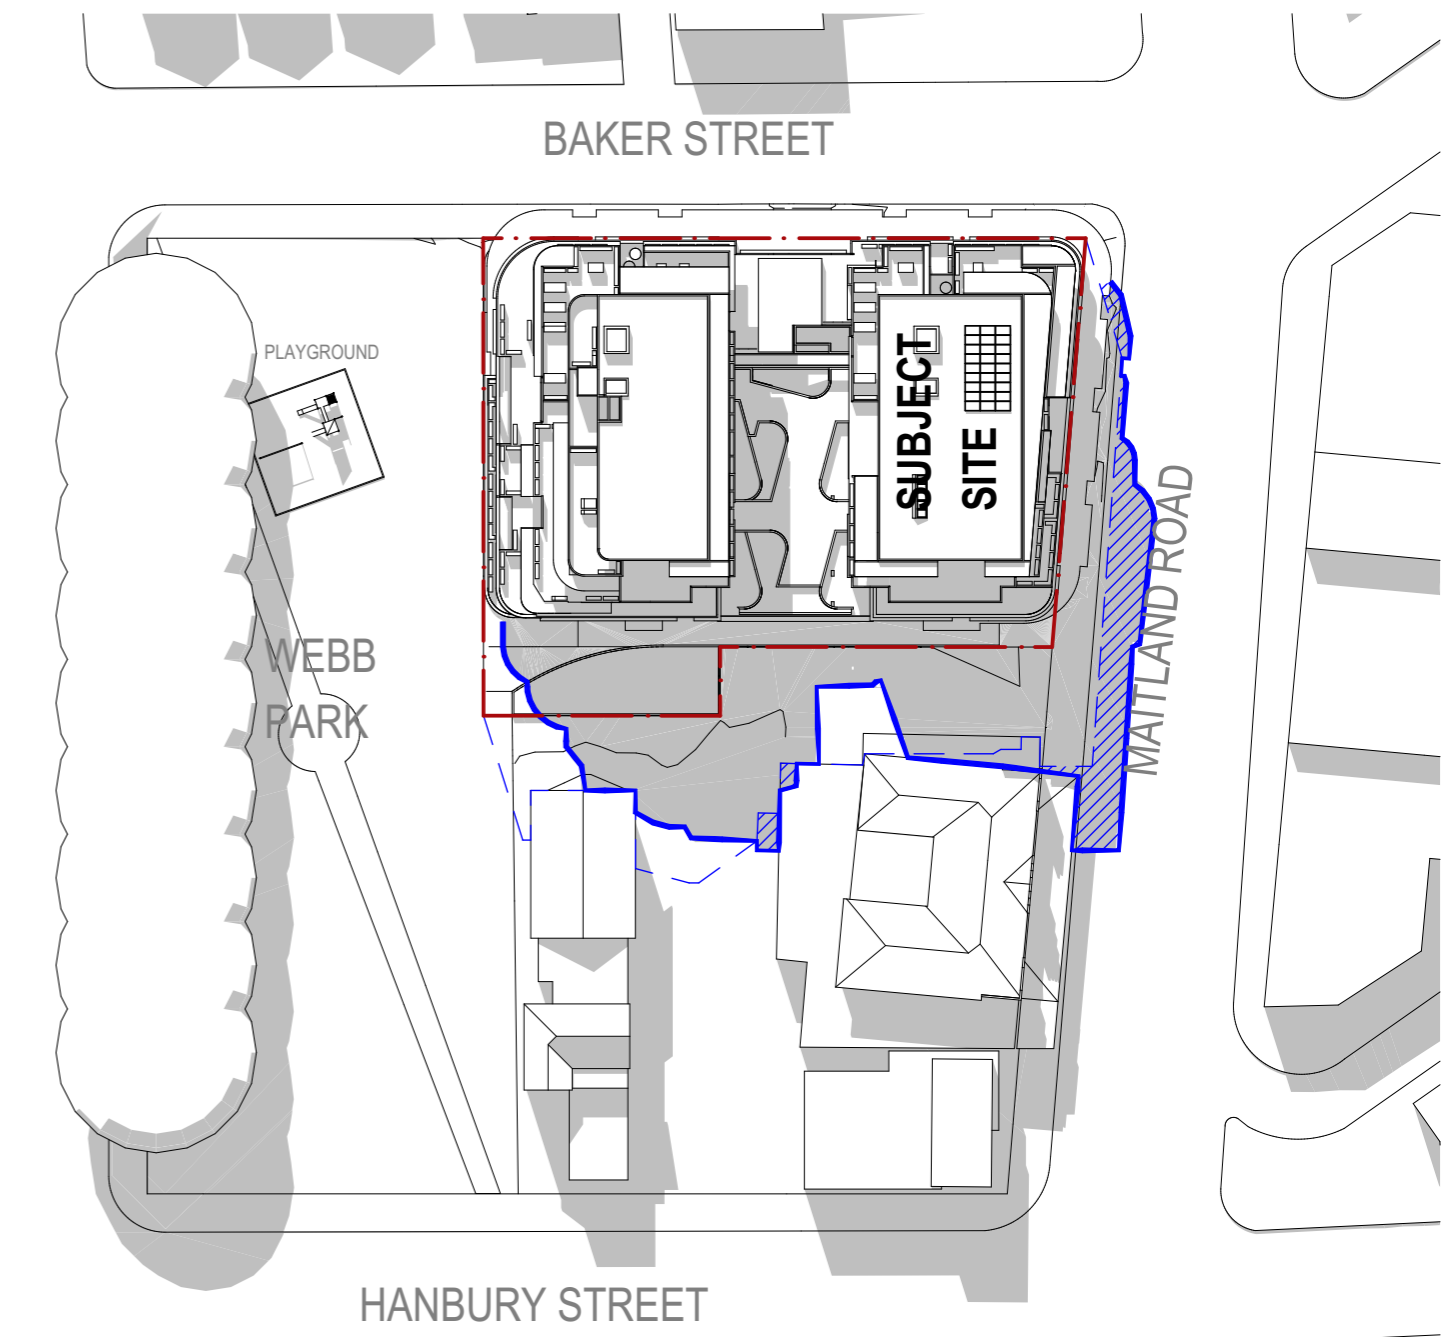 BAKER STREET
PLAYGROUND
SUBJECT
SITE
MAITLAND ROAD
WEBB
PARK
HANBURY STREET